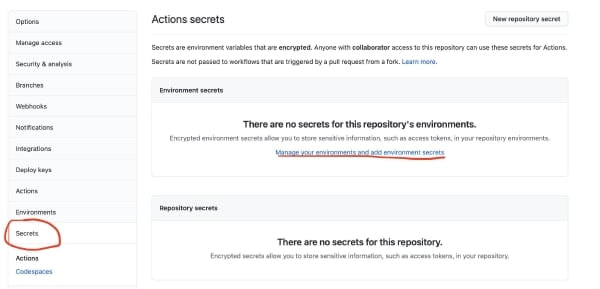 Options
Manage access
Security & analysis
Branches
Webhooks
Notifications
Integrations
Deploy keys
Actions
Environments
Secrets
Actions
Codespaces
Actions secrets
New repository secret
Secrets are environment variables that are encrypted. Anyone with collaborator access to this repository can use these secrets for Actions.
Secrets are not passed to workflows that are triggered by a pull request from a fork. Learn more.
Environment secrets
There are no secrets for this repository's environments.
Encrypted environment secrets allow you to store sensitive information, such as access tokens, in your repository environments.
Manage your environments and add environment secrets
Repository secrets
There are no secrets for this repository.
Encrypted secrets allow you to store sensitive information, such as access tokens, in your repository.